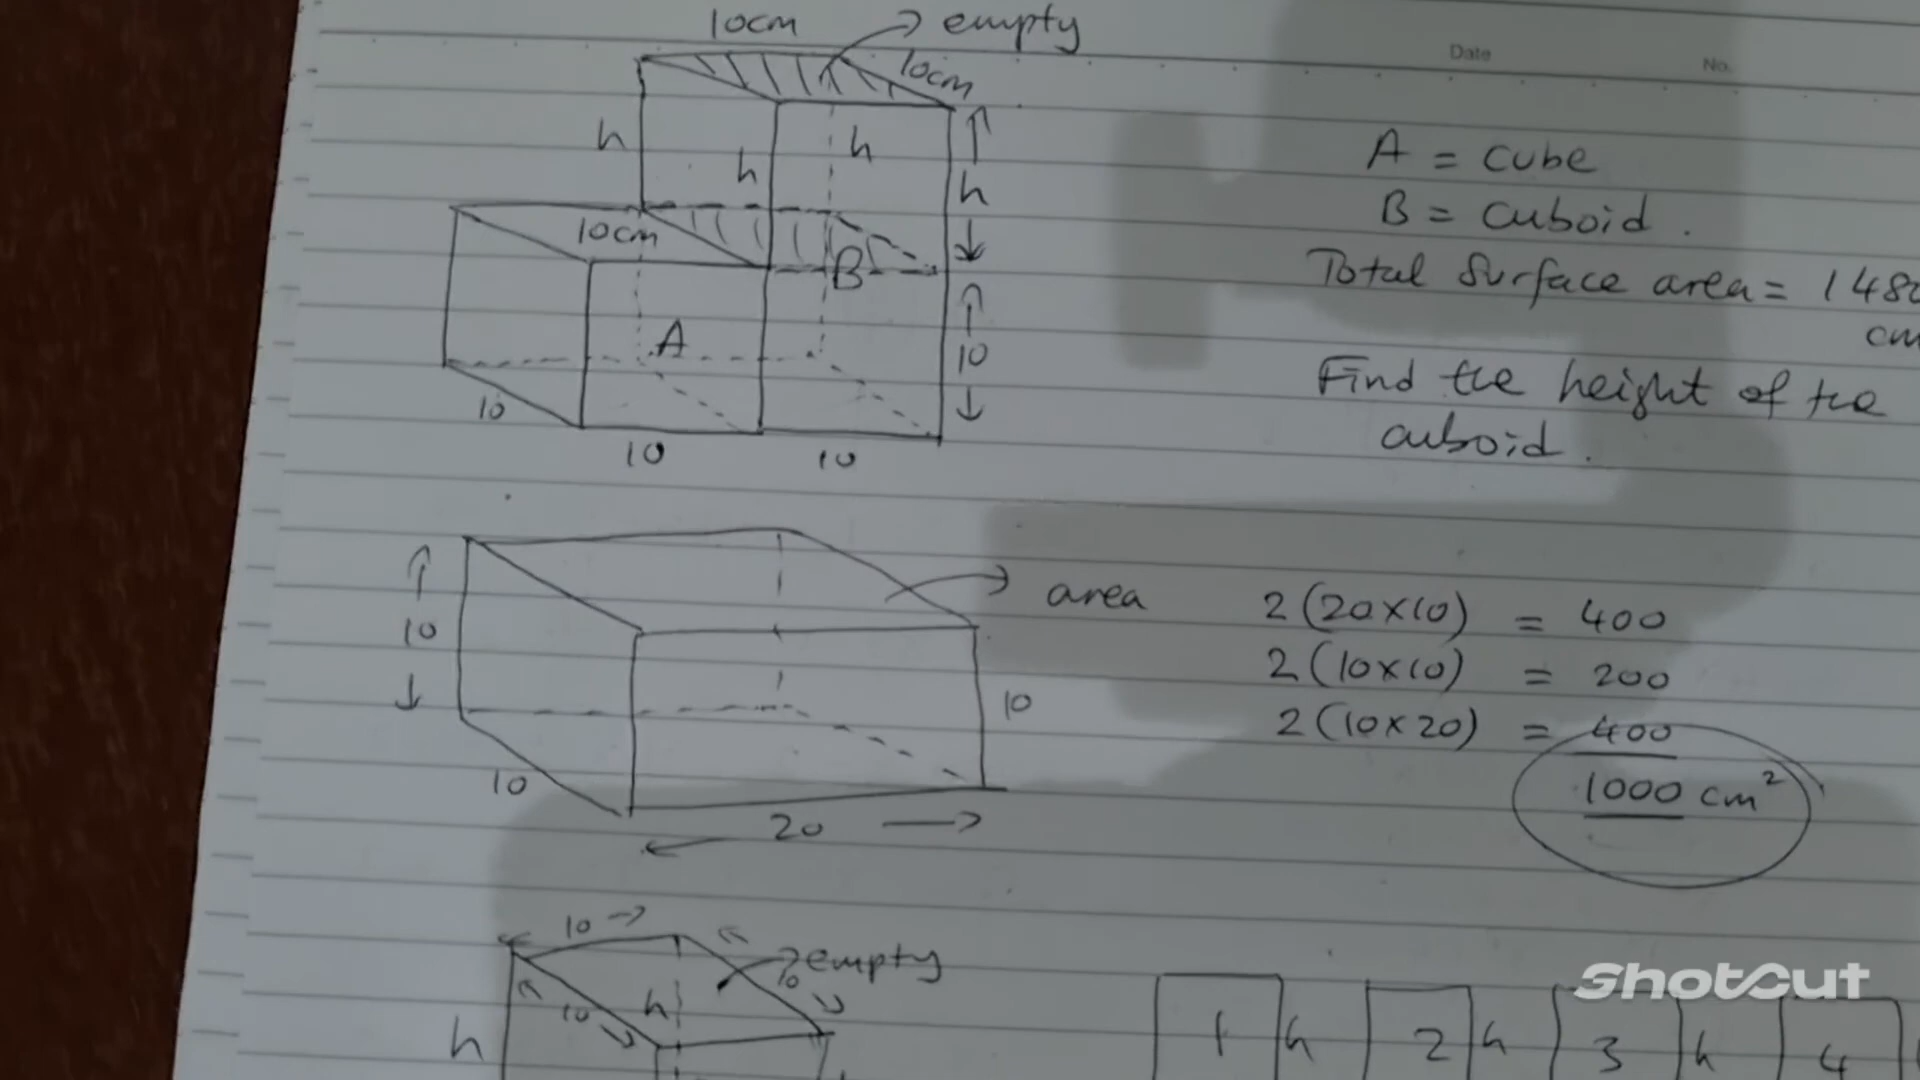 10cm
empty
10cm
Date
No.
h
h
h
h
A = cube
B = cuboid.
10cm
B
Total surface area = 148
cm
A
10
Find the height of the
cuboid.
10
10
10
area
2(20×10) = 400
10
2(10×10) = 200
10
2(10×20) = 400
10
1000 cm²
20
10
empty
10
h
10
h
1
h
2
h
3
h
4
Shotcut